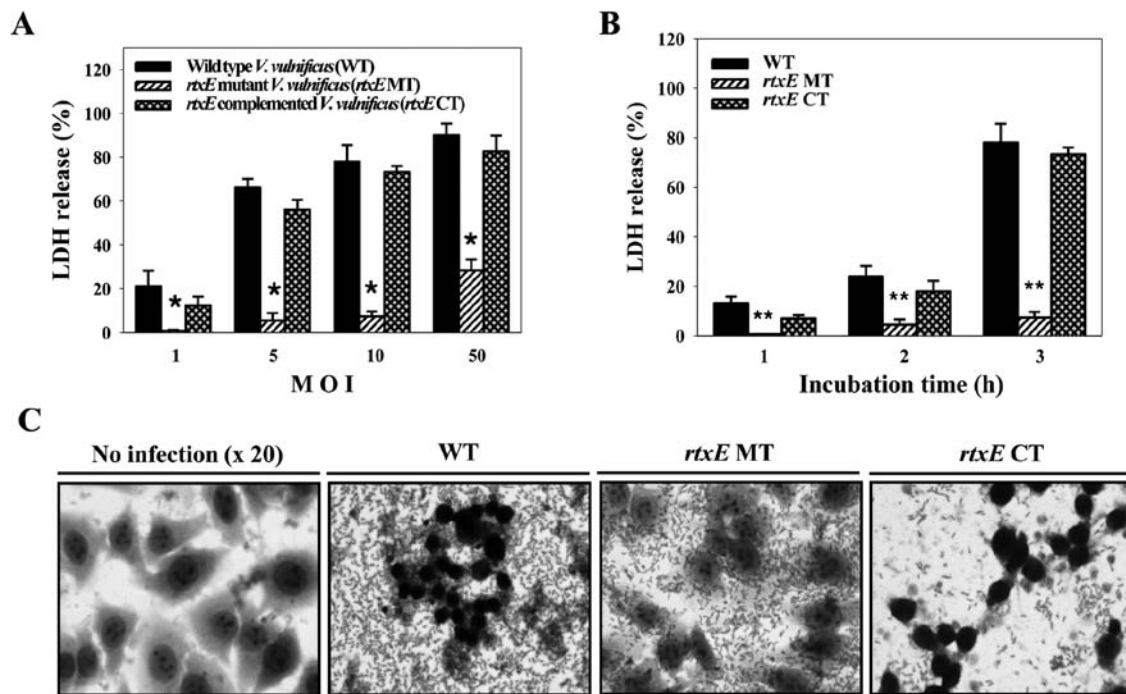 A
LDH release (%)
120
100
80
60
40
20
0
Wild type V. vulnificus (WT)
rtxE mutant V. vulnificus (rtxE MT)
rtxE complemented V. vulnificus (rtxE CT)
*
*
*
*
1 5 10 50
M O I
B
LDH release (%)
120
100
80
60
40
20
0
WT
rtxE MT
rtxE CT
**
**
**
1 2 3
Incubation time (h)
C
No infection (x 20) WT rtxE MT rtxE CT